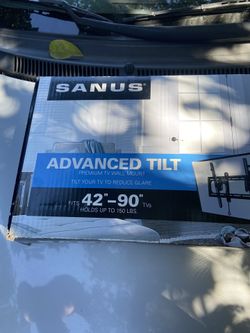 SANUS®
ADVANCED TILT
PREMIUM TV WALL MOUNT
TILT YOUR TV TO REDUCE GLARE
FITS 42"–90" TVs
HOLDS UP TO 150 LBS.